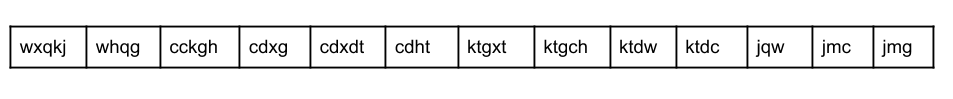 wxqkj whqg cckgh cdxg cdxdt cdht ktgxt ktgch ktdw ktdc jqw jmc jmg